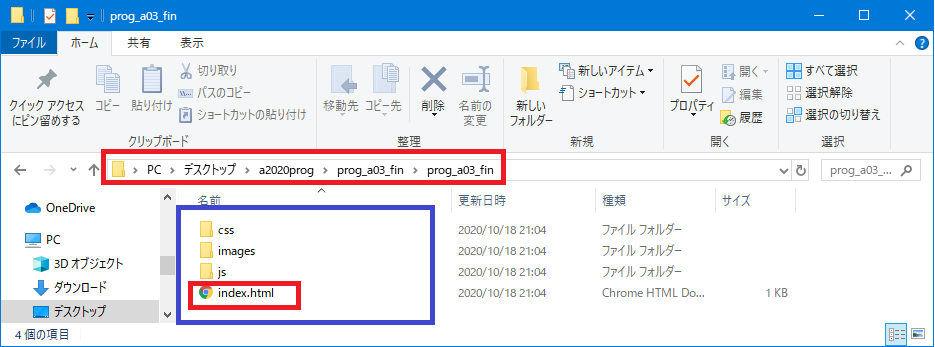 prog_a03_fin
ファイル ホーム 共有 表示
クイック アクセスにピン留めする
コピー
貼り付け
切り取り
パスのコピー
ショートカットの貼り付け
クリップボード
移動先
コピー先
削除
名前の変更
整理
新しいフォルダー
新しいアイテム
ショートカット
新規
プロパティ
開く
編集
履歴
開く
すべて選択
選択解除
選択の切り替え
選択
PC › デスクトップ › a2020prog › prog_a03_fin › prog_a03_fin
prog_a03_...
名前 更新日時 種類 サイズ
OneDrive
PC
3D オブジェクト
ダウンロード
デスクトップ
css 2020/10/18 21:04 ファイル フォルダー
images 2020/10/18 21:04 ファイル フォルダー
js 2020/10/18 21:04 ファイル フォルダー
index.html 2020/10/18 21:04 Chrome HTML Do... 1 KB
4 個の項目